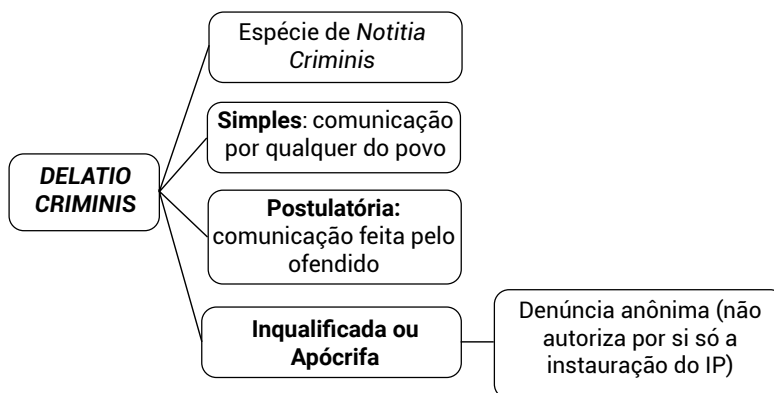 Espécie de Notitia
Criminis
Simples: comunicação
por qualquer do povo
DELATIO
CRIMINIS
Postulatória:
comunicação feita pelo
ofendido
Inqualificada ou
Apócrifa
Denúncia anônima (não
autoriza por si só a
instauração do IP)